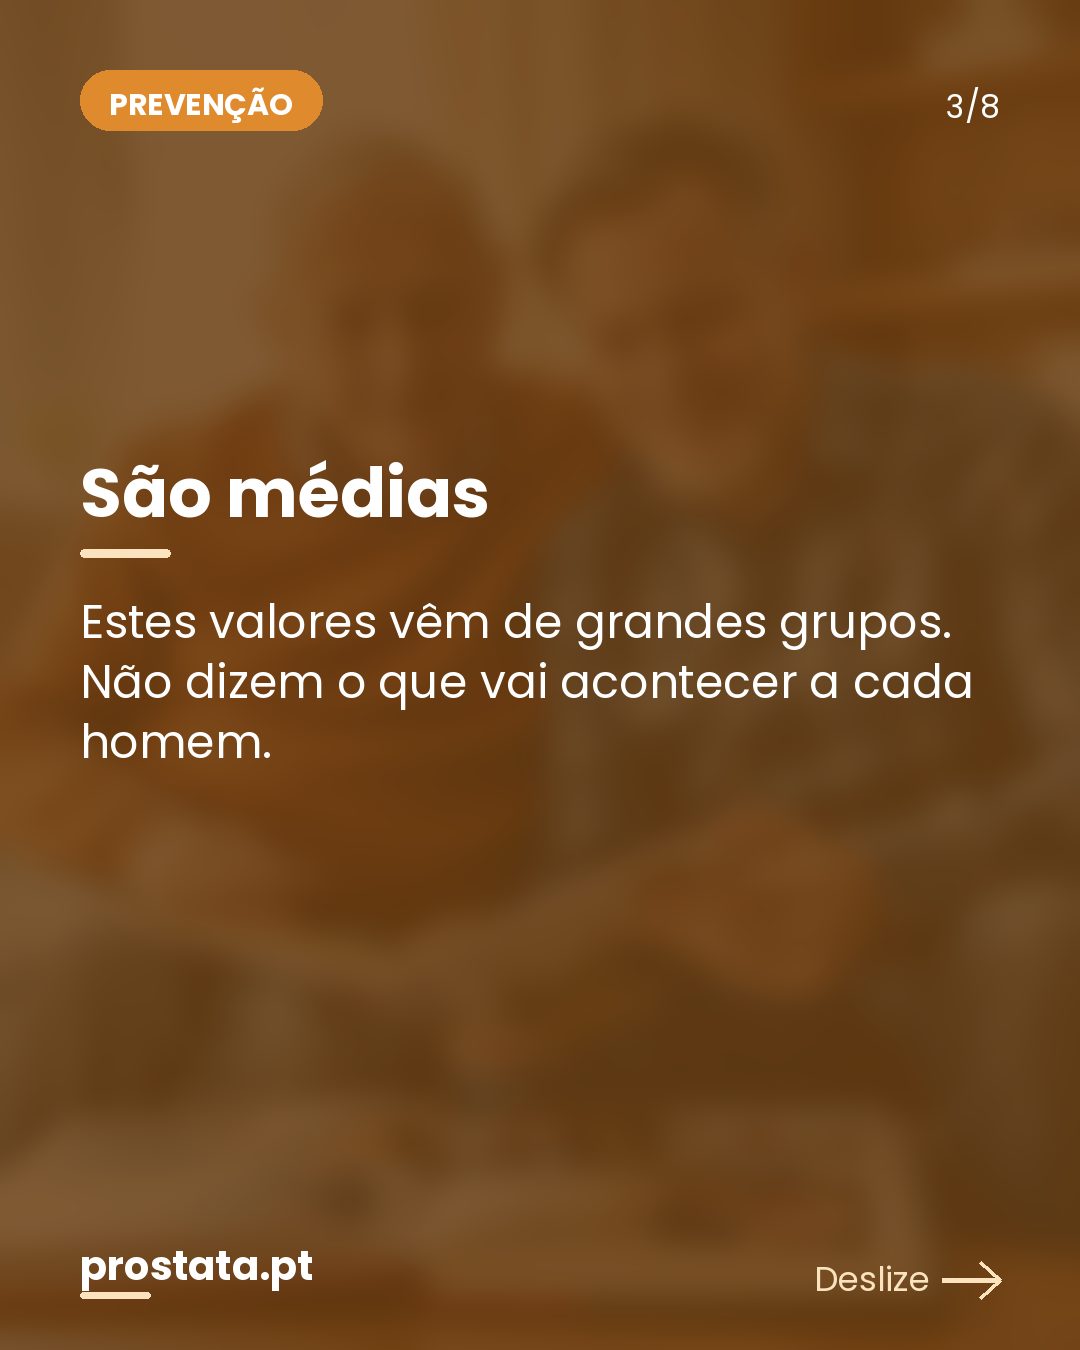 PREVENÇÃO
3/8
São médias
Estes valores vêm de grandes grupos.
Não dizem o que vai acontecer a cada
homem.
prostata.pt
Deslize